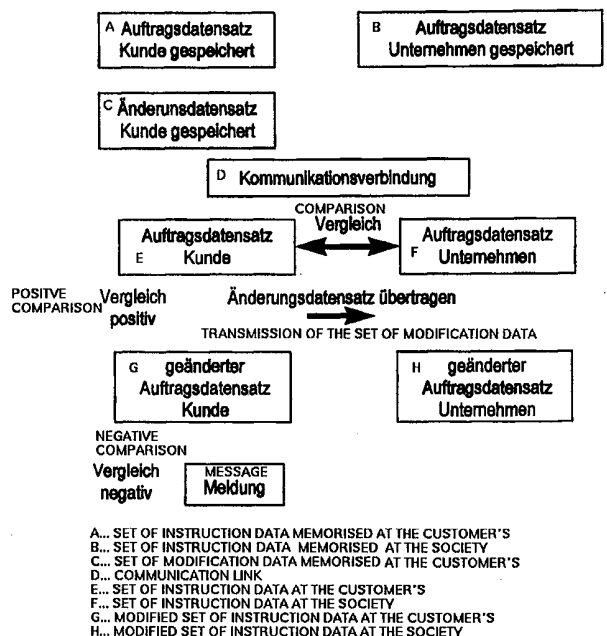 A Auftragsdatensatz
Kunde gespeichert
B Auftragsdatensatz
Unternehmen gespeichert
C Änderunsdatensatz
Kunde gespeichert
D Kommunikationsverbindung
COMPARISON
Vergleich
Auftragsdatensatz
E Kunde
Auftragsdatensatz
F Unternehmen
POSITVE
COMPARISON
Vergleich
positiv
Änderungsdatensatz übertragen
TRANSMISSION OF THE SET OF MODIFICATION DATA
G geänderter
Auftragsdatensatz
Kunde
H geänderter
Auftragsdatensatz
Unternehmen
NEGATIVE
COMPARISON
Vergleich
negativ
MESSAGE
Meldung
A... SET OF INSTRUCTION DATA MEMORISED AT THE CUSTOMER'S
B... SET OF INSTRUCTION DATA MEMORISED AT THE SOCIETY
C... SET OF MODIFICATION DATA MEMORISED AT THE CUSTOMER'S
D... COMMUNICATION LINK
E... SET OF INSTRUCTION DATA AT THE CUSTOMER'S
F... SET OF INSTRUCTION DATA AT THE SOCIETY
G... MODIFIED SET OF INSTRUCTION DATA AT THE CUSTOMER'S
H... MODIFIED SET OF INSTRUCTION DATA AT THE SOCIETY